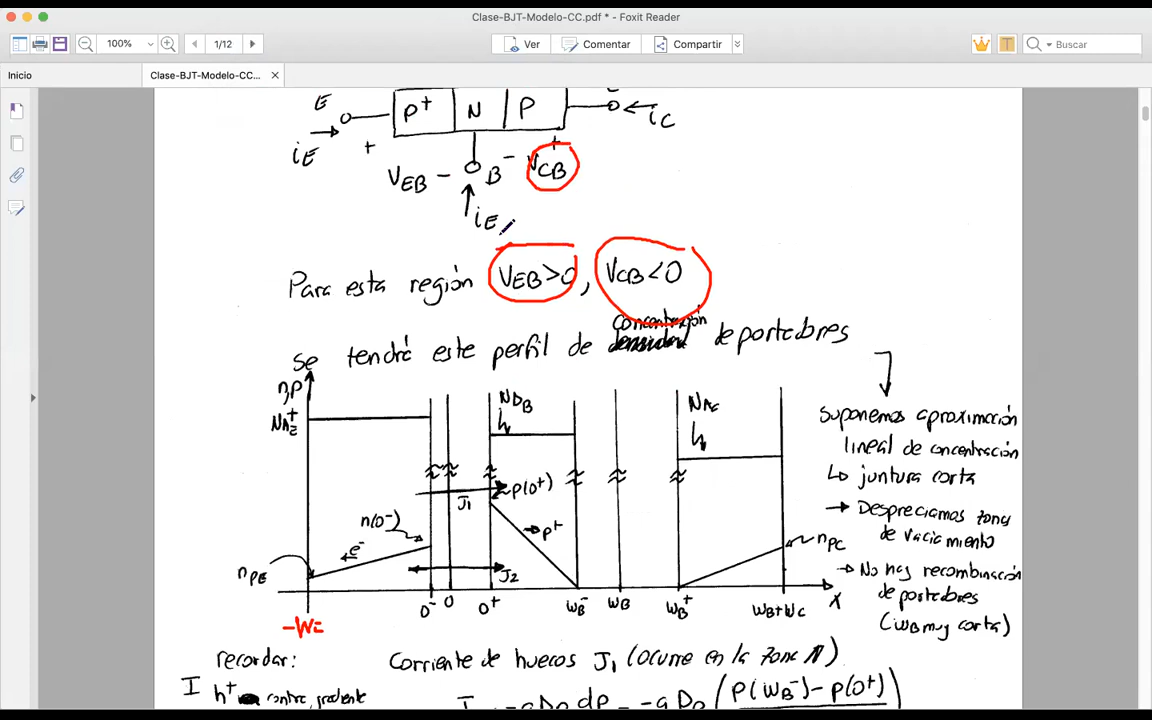 Clase-BJT-Modelo-CC.pdf * - Foxit Reader
100%
1/12
Ver
Comentar
Compartir
Buscar
Inicio
Clase-BJT-Modelo-CC...
E
P+ N P
iE + iC
VEB - B - VCB +
iE
Para esta región VEB>0, VCB<0
concentración
Se tendrá este perfil de densidad de portadores
n,p
NDB NAC
Suponemos aproximación
lineal de concentración
juntura corta
→ Despreciamos zona
de vaciamiento
→ No hay recombinación
de portadores
(WB muy corta)
p(0+)
J1
n(0-)
p+
e-
nPC
nPE
J2
0- 0 0+ WB- WB WB+ WB+WC X
-WE
recordar: Corriente de huecos J1 (ocurre en la zona N)
I h+ contra gradiente
p(WB-) - p(0+)